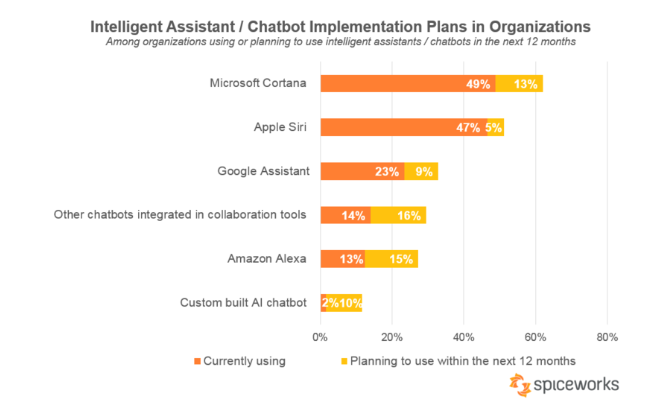 Intelligent Assistant / Chatbot Implementation Plans in Organizations
Among organizations using or planning to use intelligent assistants / chatbots in the next 12 months
Microsoft Cortana 49% 13%
Apple Siri 47% 5%
Google Assistant 23% 9%
Other chatbots integrated in collaboration tools 14% 16%
Amazon Alexa 13% 15%
Custom built AI chatbot 2% 10%
0% 20% 40% 60% 80%
Currently using Planning to use within the next 12 months
spiceworks